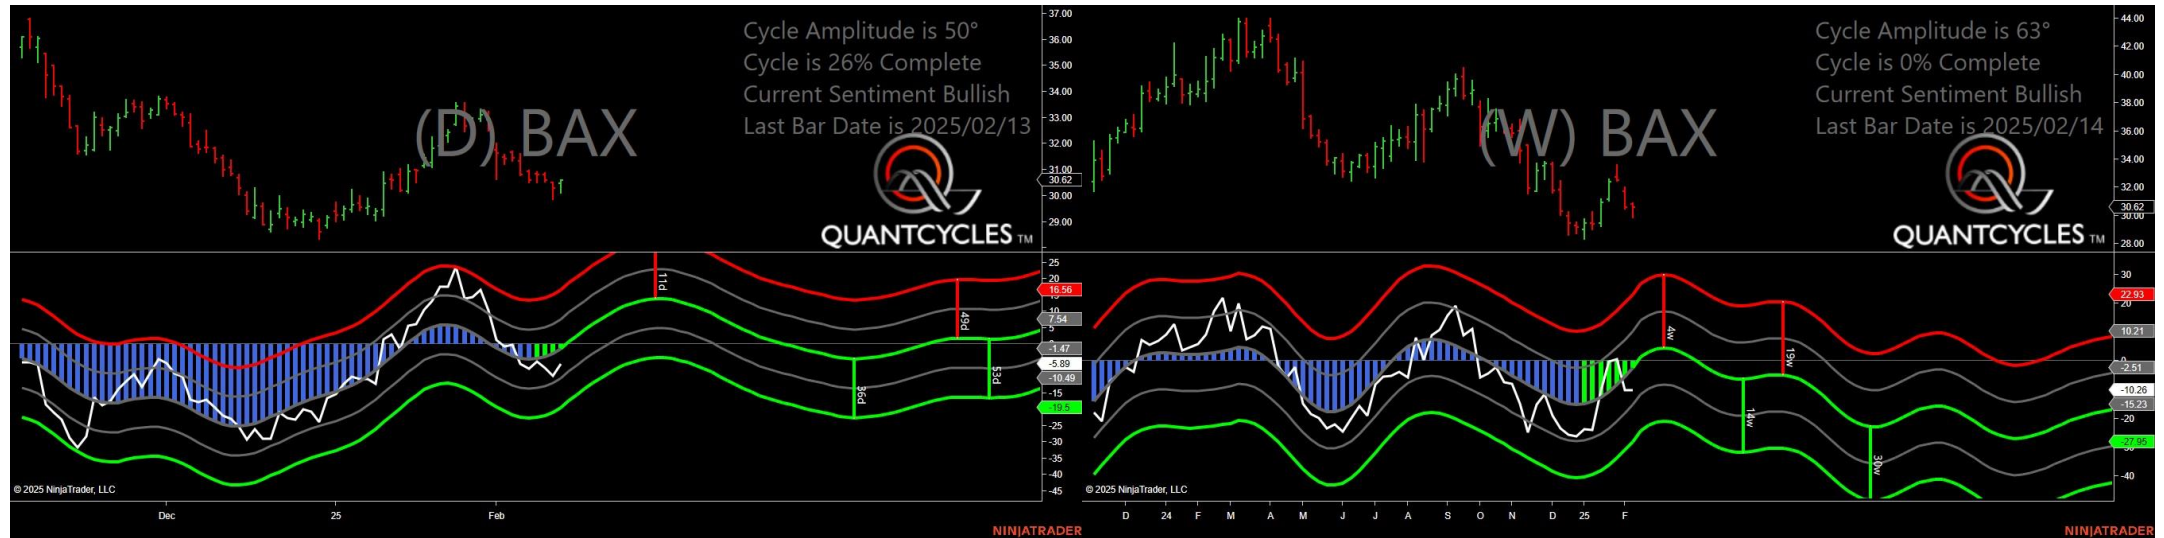 Cycle Amplitude is 50°
Cycle is 26% Complete
Current Sentiment Bullish
Last Bar Date is 2025/02/13
(D) BAX
QUANTCYCLES TM
37.00
36.00
35.00
34.00
33.00
32.00
31.00
30.62
30.00
29.00
25
20
16.56
10
7.54
5
-1.47
-5.89
-10.49
-15
-19.5
-25
-30
-35
-40
-45
11d
36d
49d
53d
© 2025 NinjaTrader, LLC
Dec
25
Feb
NINJATRADER
Cycle Amplitude is 63°
Cycle is 0% Complete
Current Sentiment Bullish
Last Bar Date is 2025/02/14
(W) BAX
QUANTCYCLES TM
44.00
42.00
40.00
38.00
36.00
34.00
32.00
30.62
30.00
28.00
30
22.93
20
10.21
0
-2.51
-10.26
-15.23
-20
-27.95
-40
4w
14w
19w
30w
© 2025 NinjaTrader, LLC
D 24 F M A M J J A S O N D 25 F
NINJATRADER